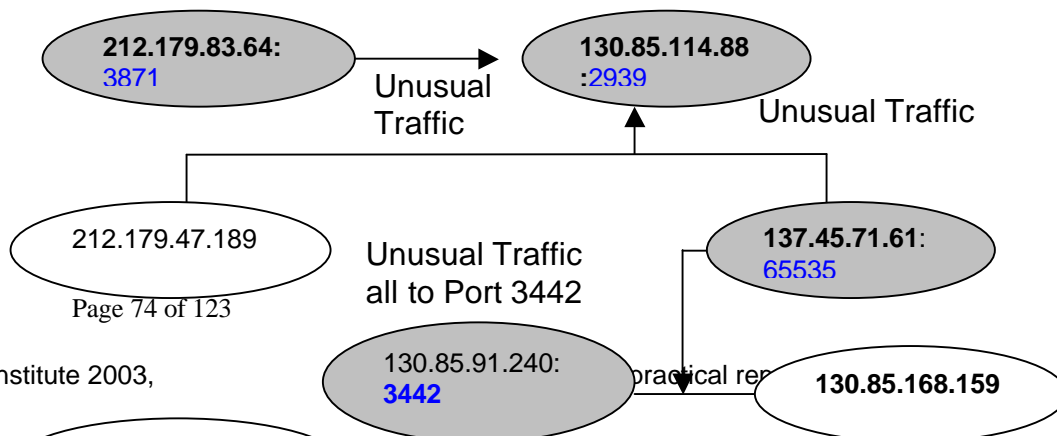 212.179.83.64:
3871
130.85.114.88
:2939
Unusual
Traffic
Unusual Traffic
212.179.47.189
137.45.71.61:
65535
Unusual Traffic
all to Port 3442
Page 74 of 123
130.85.91.240:
3442
nstitute 2003,
practical rep
130.85.168.159